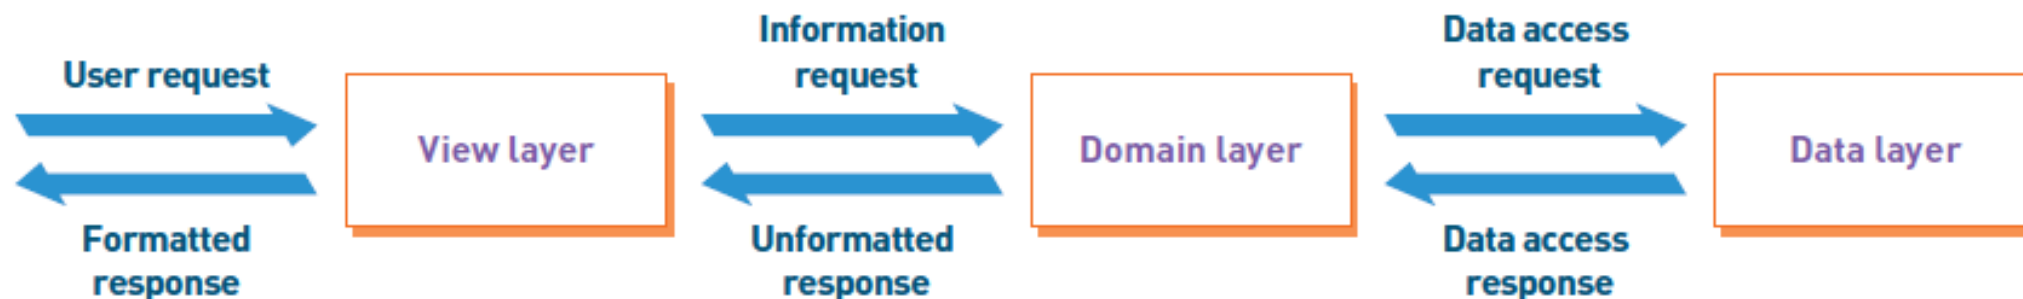 User request
View layer
Formatted
response
Information
request
Unformatted
response
Domain layer
Data access
request
Data access
response
Data layer